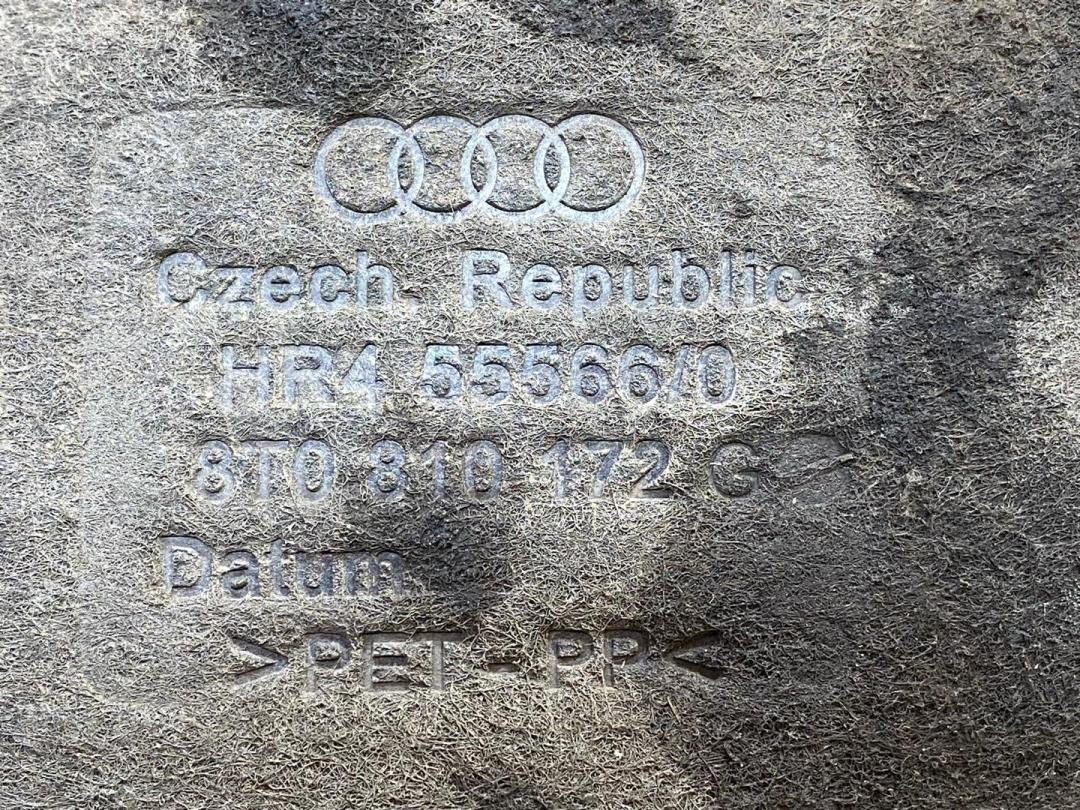 Czech. Republic
HR4 55566/0
8T0 810 172 G
Datum
>PET-PP<